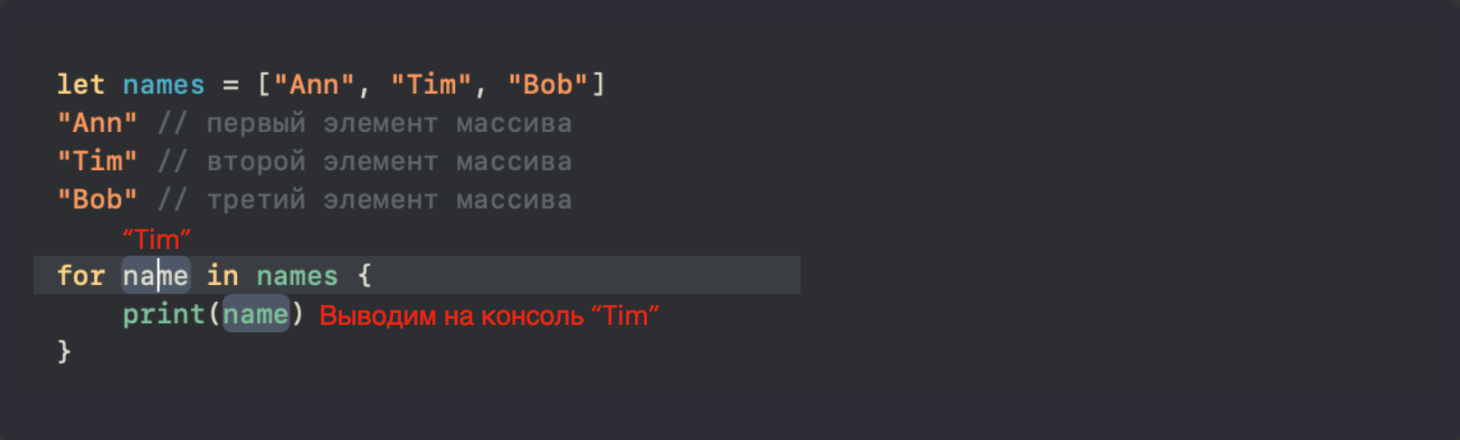 let names = ["Ann", "Tim", "Bob"]
"Ann" // первый элемент массива
"Tim" // второй элемент массива
"Bob" // третий элемент массива
“Tim”
for name in names {
print(name) Выводим на консоль “Tim”
}